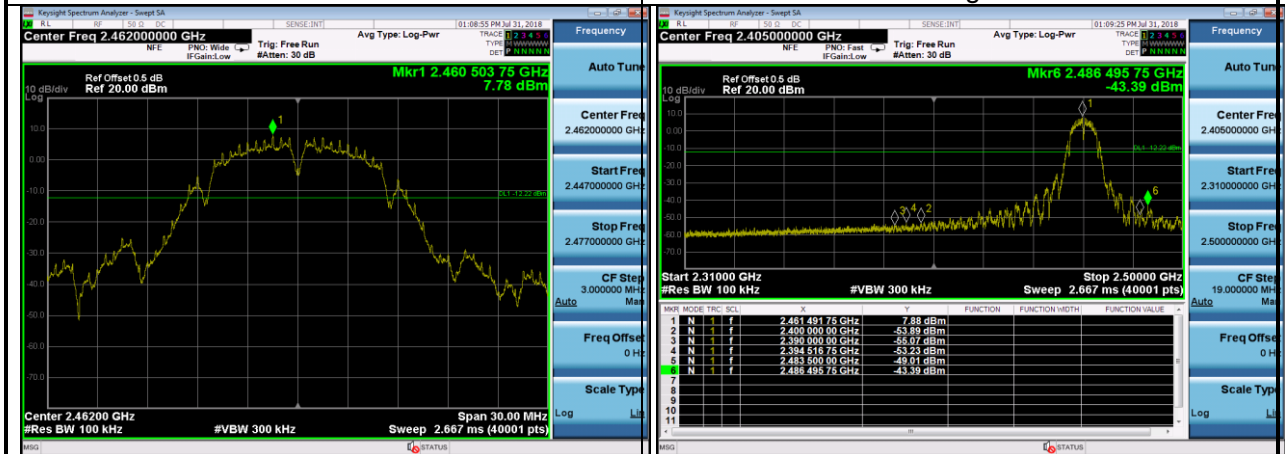 Keysight Spectrum Analyzer - Swept SA
RL RF 50 Ω DC SENSE:INT 01:08:55 PM Jul 31, 2018
Center Freq 2.462000000 GHz
NFE PNO: Wide Trig: Free Run Avg Type: Log-Pwr TRACE 1 2 3 4 5 6
IFGain:Low #Atten: 30 dB TYPE M WWWWW
DET P NNNNN
Ref Offset 0.5 dB Mkr1 2.460 503 75 GHz
10 dB/div Ref 20.00 dBm 7.78 dBm
Log
1
10.0
0.00
-10.0
DL1 -12.22 dBm
-20.0
-30.0
-40.0
-50.0
-60.0
-70.0
Center 2.46200 GHz Span 30.00 MHz
#Res BW 100 kHz #VBW 300 kHz Sweep 2.667 ms (40001 pts)
MSG STATUS
Frequency
Auto Tune
Center Freq
2.462000000 GHz
Start Freq
2.447000000 GHz
Stop Freq
2.477000000 GHz
CF Step
3.000000 MHz
Auto Man
Freq Offset
0 Hz
Scale Type
Log Lin
Keysight Spectrum Analyzer - Swept SA
RL RF 50 Ω DC SENSE:INT 01:09:25 PM Jul 31, 2018
Center Freq 2.405000000 GHz
NFE PNO: Fast Trig: Free Run Avg Type: Log-Pwr TRACE 1 2 3 4 5 6
IFGain:Low #Atten: 30 dB TYPE M WWWWW
DET P NNNNN
Ref Offset 0.5 dB Mkr6 2.486 495 75 GHz
10 dB/div Ref 20.00 dBm -43.39 dBm
Log
1
10.0
0.00
-10.0
DL1 -12.22 dBm
-20.0
-30.0
-40.0
6
-50.0
3 4 2
-60.0
-70.0
Start 2.31000 GHz Stop 2.50000 GHz
#Res BW 100 kHz #VBW 300 kHz Sweep 2.667 ms (40001 pts)
MKR MODE TRC SCL X Y FUNCTION FUNCTION WIDTH FUNCTION VALUE
1 N 1 f 2.461 491 75 GHz 7.88 dBm
2 N 1 f 2.400 000 00 GHz -53.89 dBm
3 N 1 f 2.390 000 00 GHz -55.07 dBm
4 N 1 f 2.394 516 75 GHz -53.23 dBm
5 N 1 f 2.483 500 00 GHz -49.01 dBm
6 N 1 f 2.486 495 75 GHz -43.39 dBm
7
8
9
10
11
MSG STATUS
Frequency
Auto Tune
Center Freq
2.405000000 GHz
Start Freq
2.310000000 GHz
Stop Freq
2.500000000 GHz
CF Step
19.000000 MHz
Auto Man
Freq Offset
0 Hz
Scale Type
Log Lin